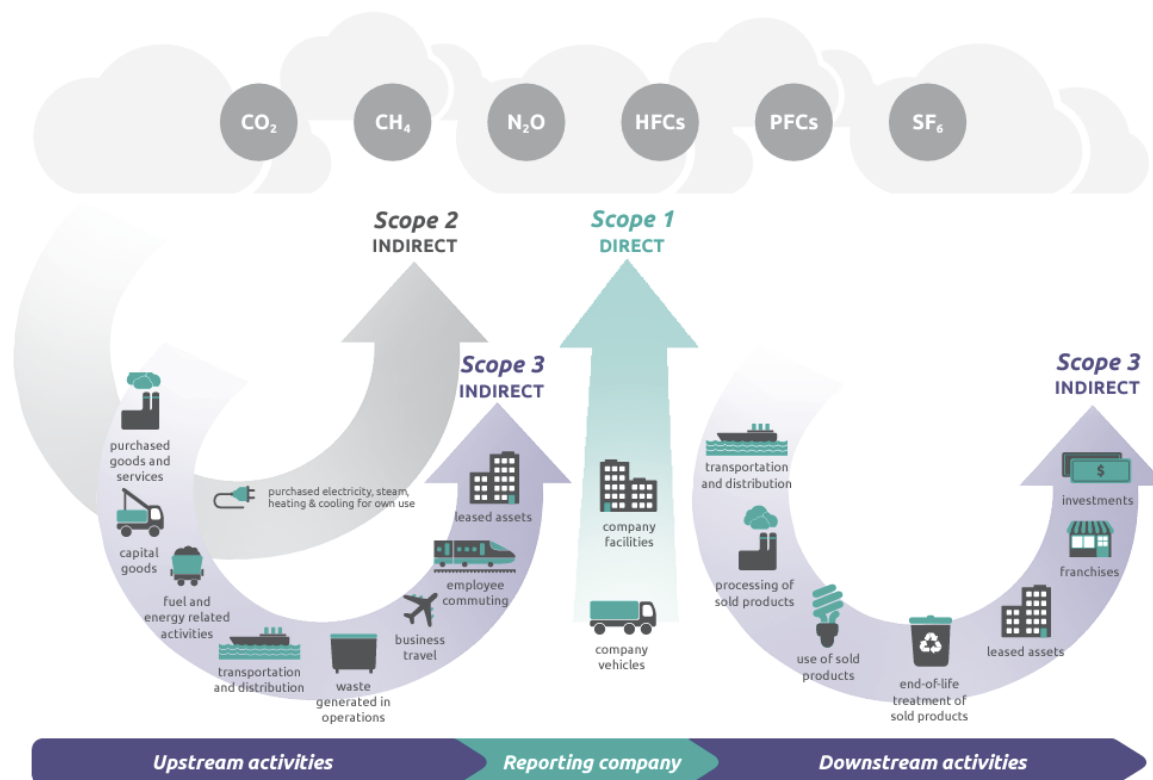 CO₂
CH₄
N₂O
HFCs
PFCs
SF₆
Scope 2
INDIRECT
Scope 1
DIRECT
Scope 3
INDIRECT
Scope 3
INDIRECT
purchased
goods and
services
capital
goods
fuel and
energy related
activities
transportation
and distribution
waste
generated in
operations
business
travel
employee
commuting
leased assets
purchased electricity, steam,
heating & cooling for own use
company
facilities
company
vehicles
transportation
and distribution
processing of
sold products
use of sold
products
end-of-life
treatment of
sold products
leased assets
franchises
$
investments
Upstream activities
Reporting company
Downstream activities